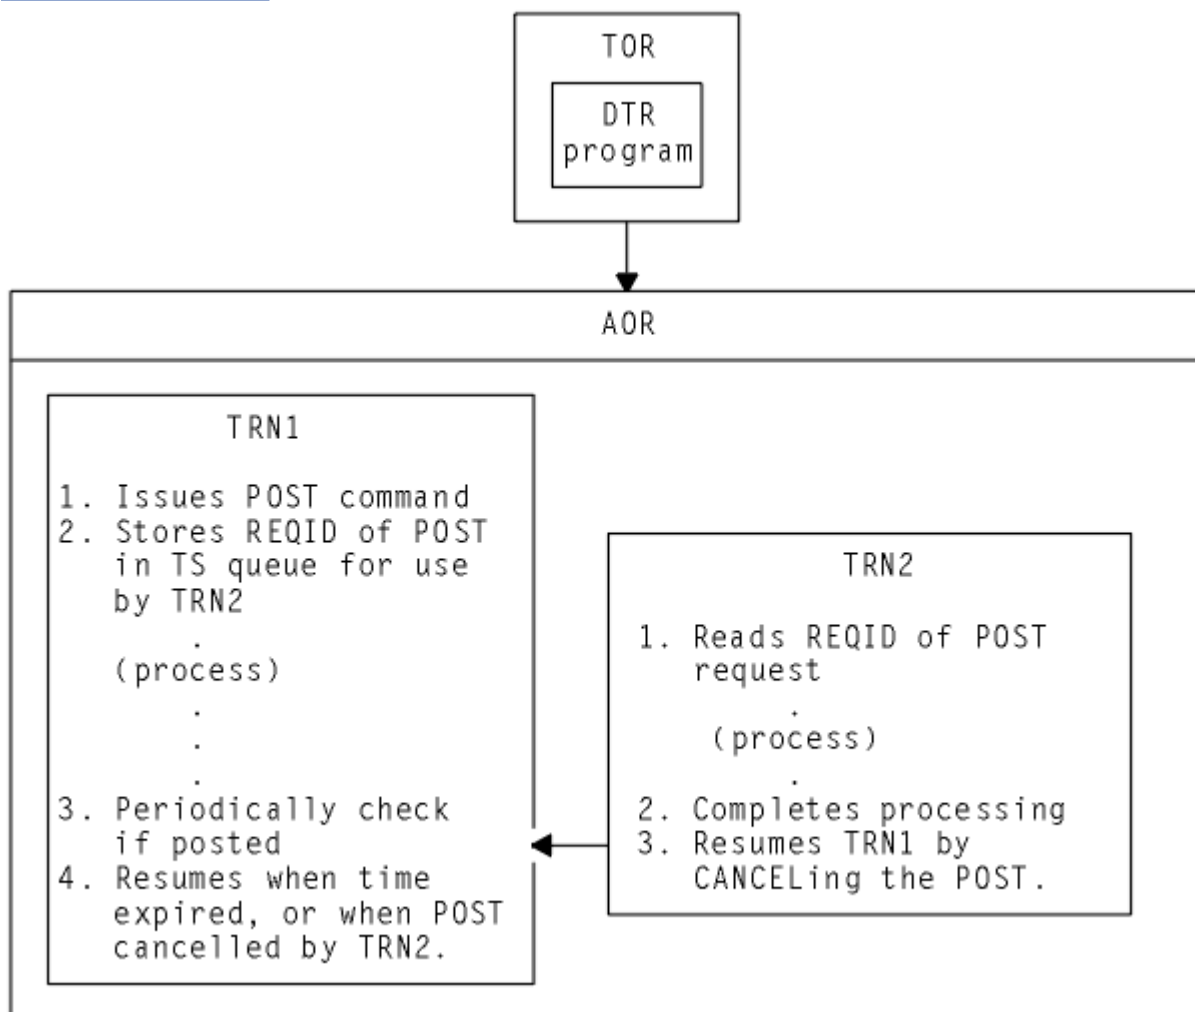 TOR
DTR
program
AOR
TRN1
1. Issues POST command
2. Stores REQID of POST
in TS queue for use
by TRN2
.
(process)
.
.
.
3. Periodically check
if posted
4. Resumes when time
expired, or when POST
cancelled by TRN2.
TRN2
1. Reads REQID of POST
request
.
(process)
.
2. Completes processing
3. Resumes TRN1 by
CANCELing the POST.